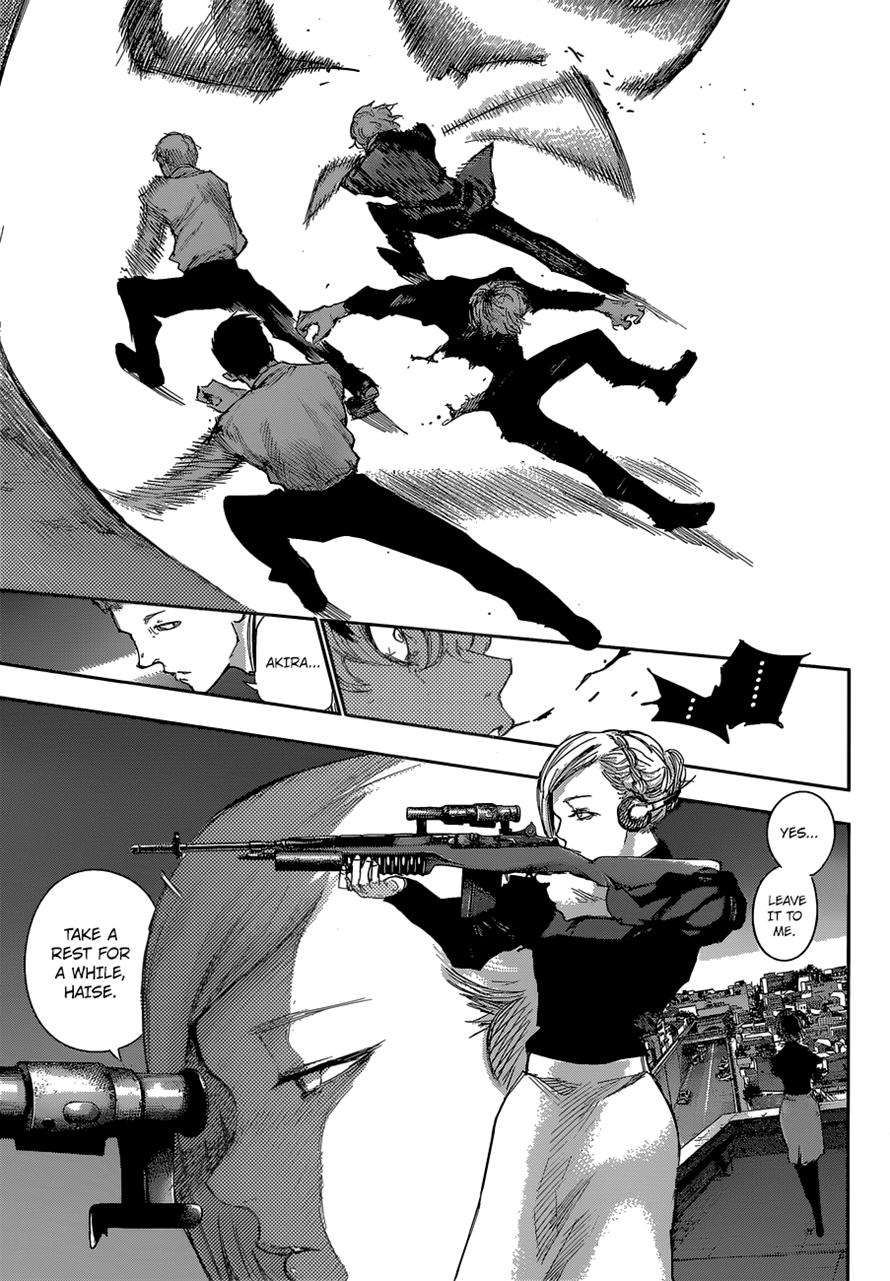 AKIRA...
......
...
YES...
LEAVE
IT TO
ME.
TAKE A
REST FOR
A WHILE,
HAISE.